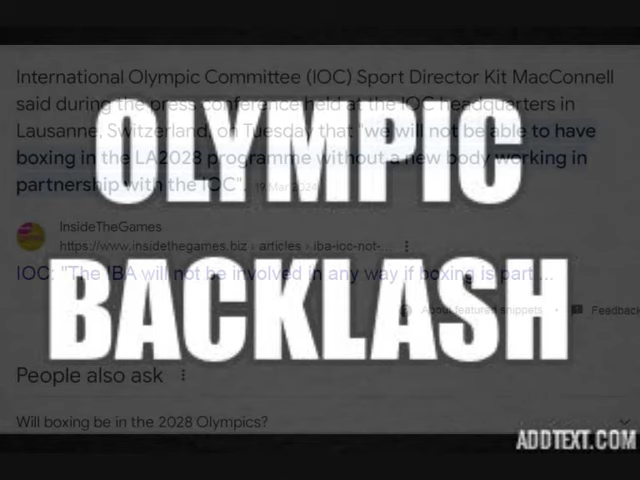 International Olympic Committee (IOC) Sport Director Kit MacConnell
said during the press conference held at the IOC headquarters in
Lausanne, Switzerland, on Tuesday that "we will not be able to have
boxing in the LA2028 programme without a new body working in
partnership with the IOC". 19 Mar 2024
OLYMPIC
InsideTheGames
https://www.insidethegames.biz › articles › iba-ioc-not-...
IOC: "The IBA will not be involved in any way if boxing is part ...
BACKLASH
About featured snippets • Feedback
People also ask
Will boxing be in the 2028 Olympics?
ADDTEXT.COM